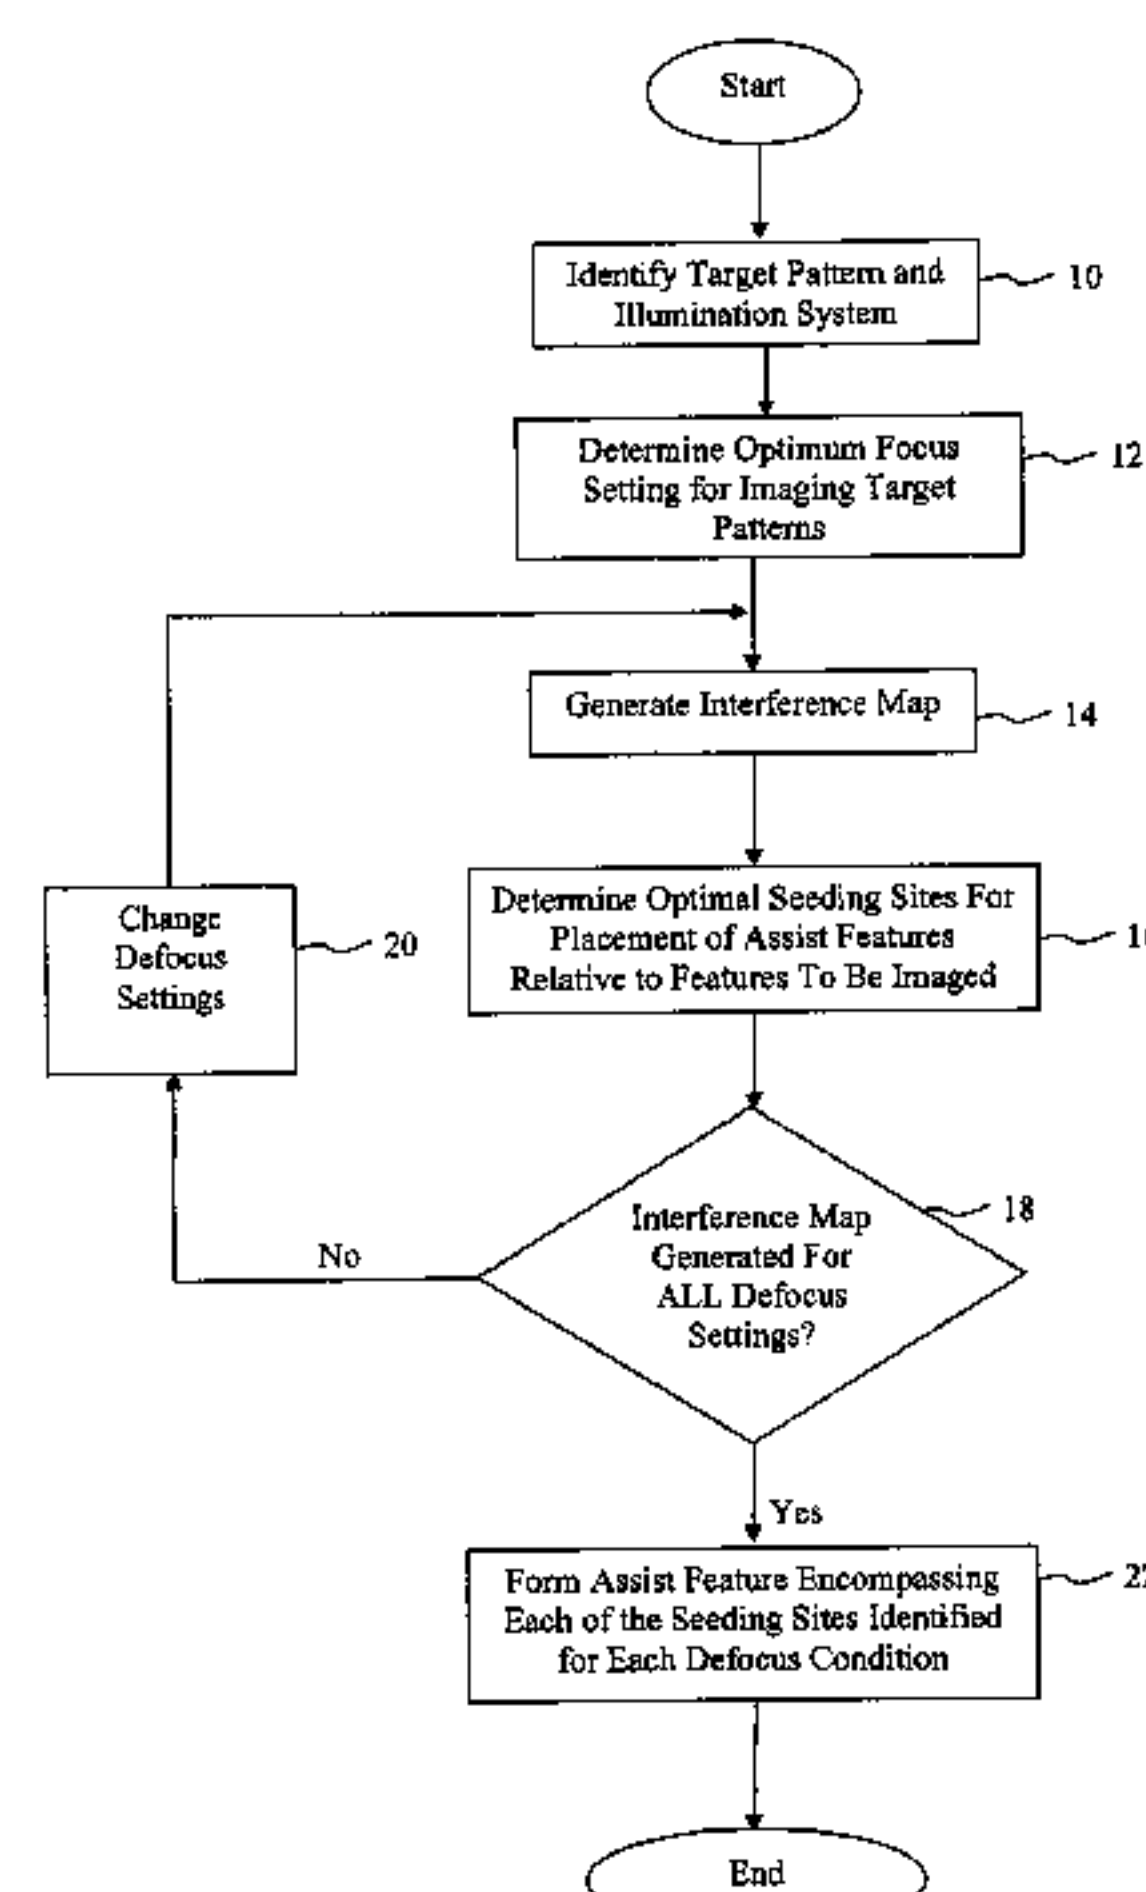 Start
Identify Target Pattern and
Illumination System
10
Determine Optimum Focus
Setting for Imaging Target
Patterns
12
Generate Interference Map
14
Determine Optimal Seeding Sites For
Placement of Assist Features
Relative to Features To Be Imaged
Change
Defocus
Settings
20
Interference Map
Generated For
ALL Defocus
Settings?
18
No
Yes
Form Assist Feature Encompassing
Each of the Seeding Sites Identified
for Each Defocus Condition
End